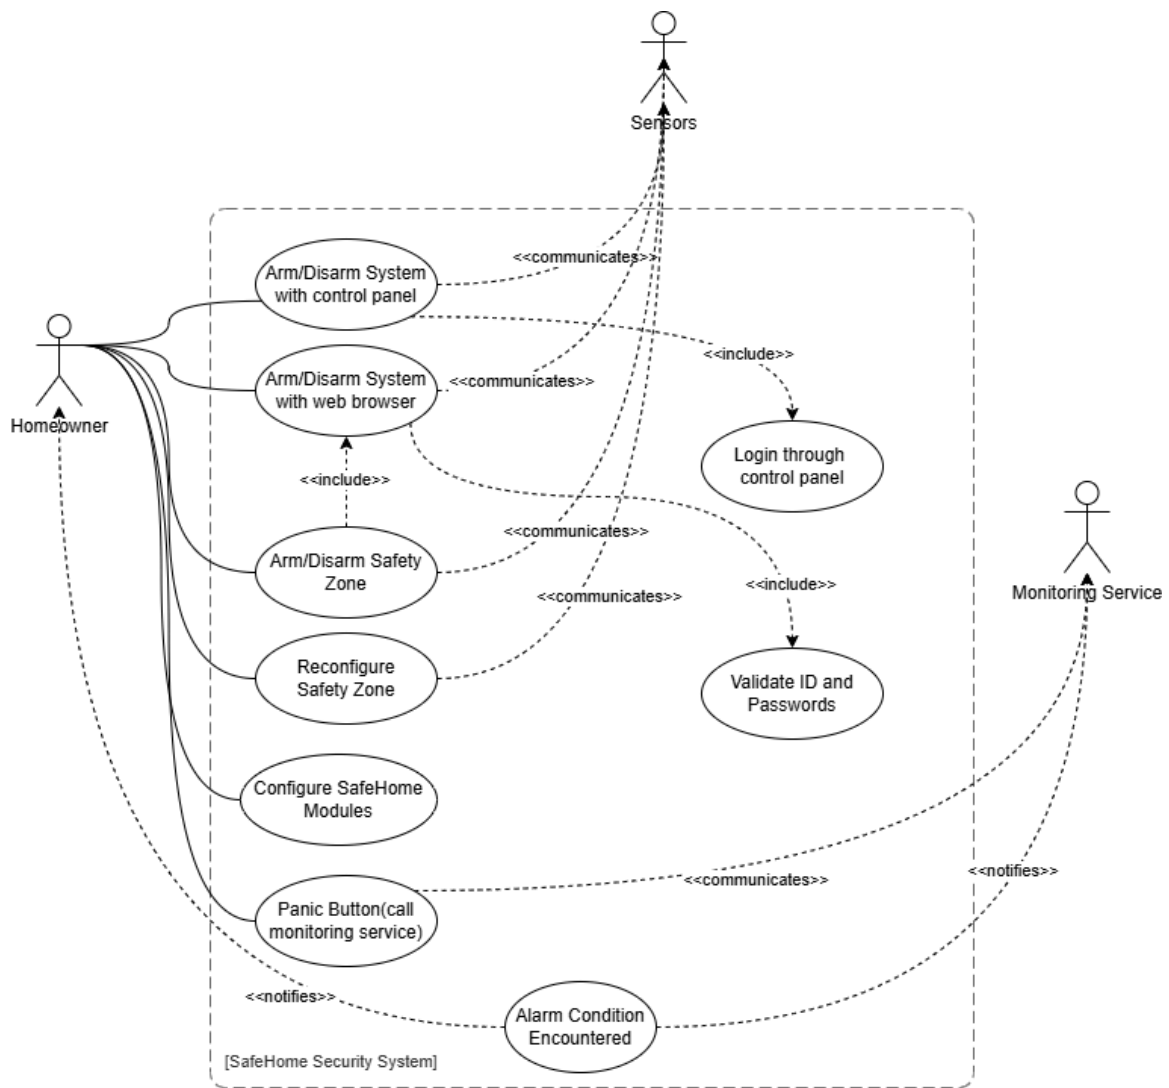 Sensors
Arm/Disarm System
with control panel
<<communicates>>
<<include>>
Homeowner
Arm/Disarm System
with web browser
<<communicates>>
Login through
control panel
<<include>>
Arm/Disarm Safety
Zone
<<communicates>>
<<include>>
<<communicates>>
Monitoring Service
Reconfigure
Safety Zone
Validate ID and
Passwords
Configure SafeHome
Modules
<<communicates>>
<<notifies>>
Panic Button(call
monitoring service)
<<notifies>>
Alarm Condition
Encountered
[SafeHome Security System]